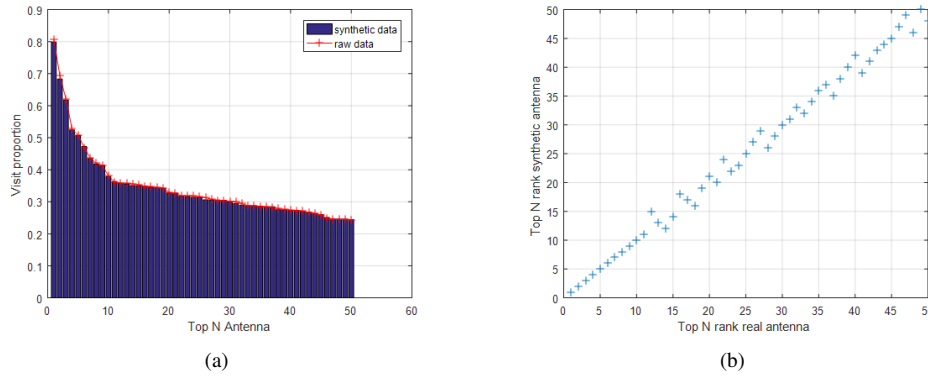 0.9
0.8
0.7
0.6
0.5
0.4
0.3
0.2
0.1
0
Visit proportion
synthetic data
raw data
0 10 20 30 40 50 60
Top N Antenna
(a)
50
45
40
35
30
25
20
15
10
5
0
Top N rank synthetic antenna
0 5 10 15 20 25 30 35 40 45 50
Top N rank real antenna
(b)